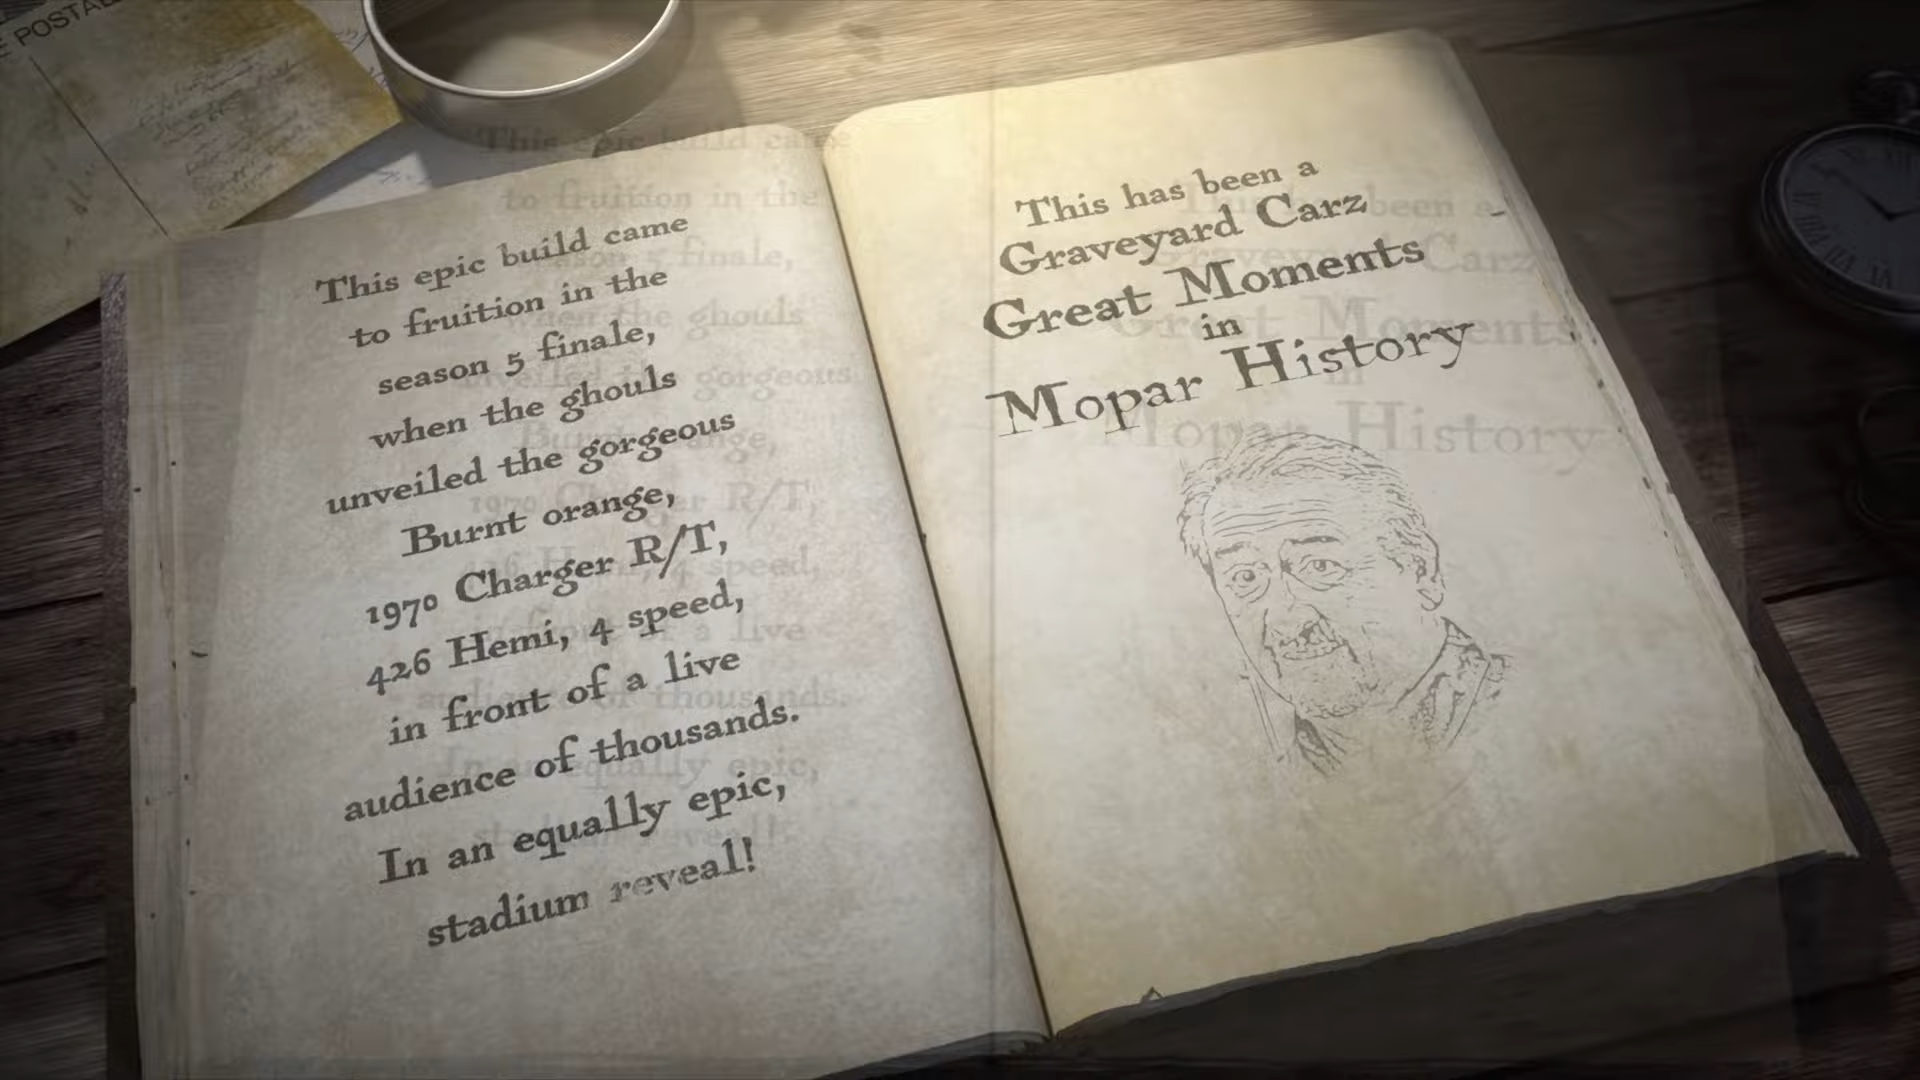 POSTAL
This epic build came
to fruition in the
season 5 finale,
when the ghouls
unveiled the gorgeous
Burnt orange,
1970 Charger R/T,
426 Hemi, 4 speed,
in front of a live
audience of thousands.
In an equally epic,
stadium reveal!
This has been a
Graveyard Carz
Great Moments
in
Mopar History